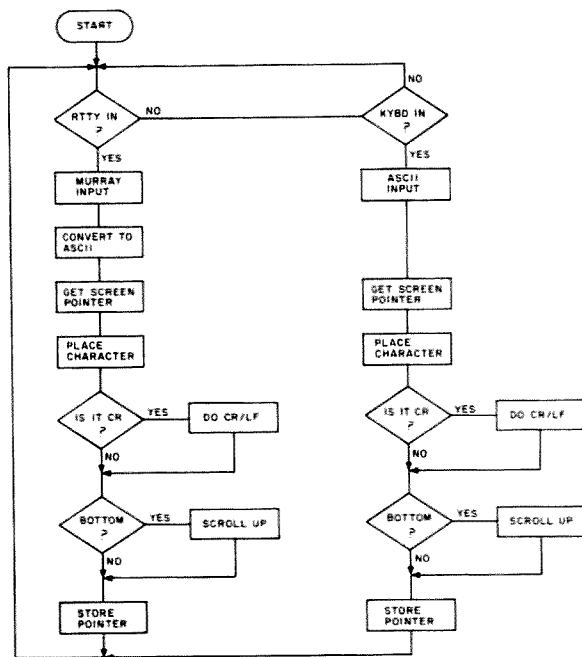 START
NO
RTTY IN
?
NO
KYBD IN
?
YES
YES
MURRAY
INPUT
ASCII
INPUT
CONVERT TO
ASCII
GET SCREEN
POINTER
GET SCREEN
POINTER
PLACE
CHARACTER
PLACE
CHARACTER
IS IT CR
?
YES
DO CR/LF
NO
IS IT CR
?
YES
DO CR/LF
NO
BOTTOM
?
YES
SCROLL UP
NO
BOTTOM
?
YES
SCROLL UP
NO
STORE
POINTER
STORE
POINTER